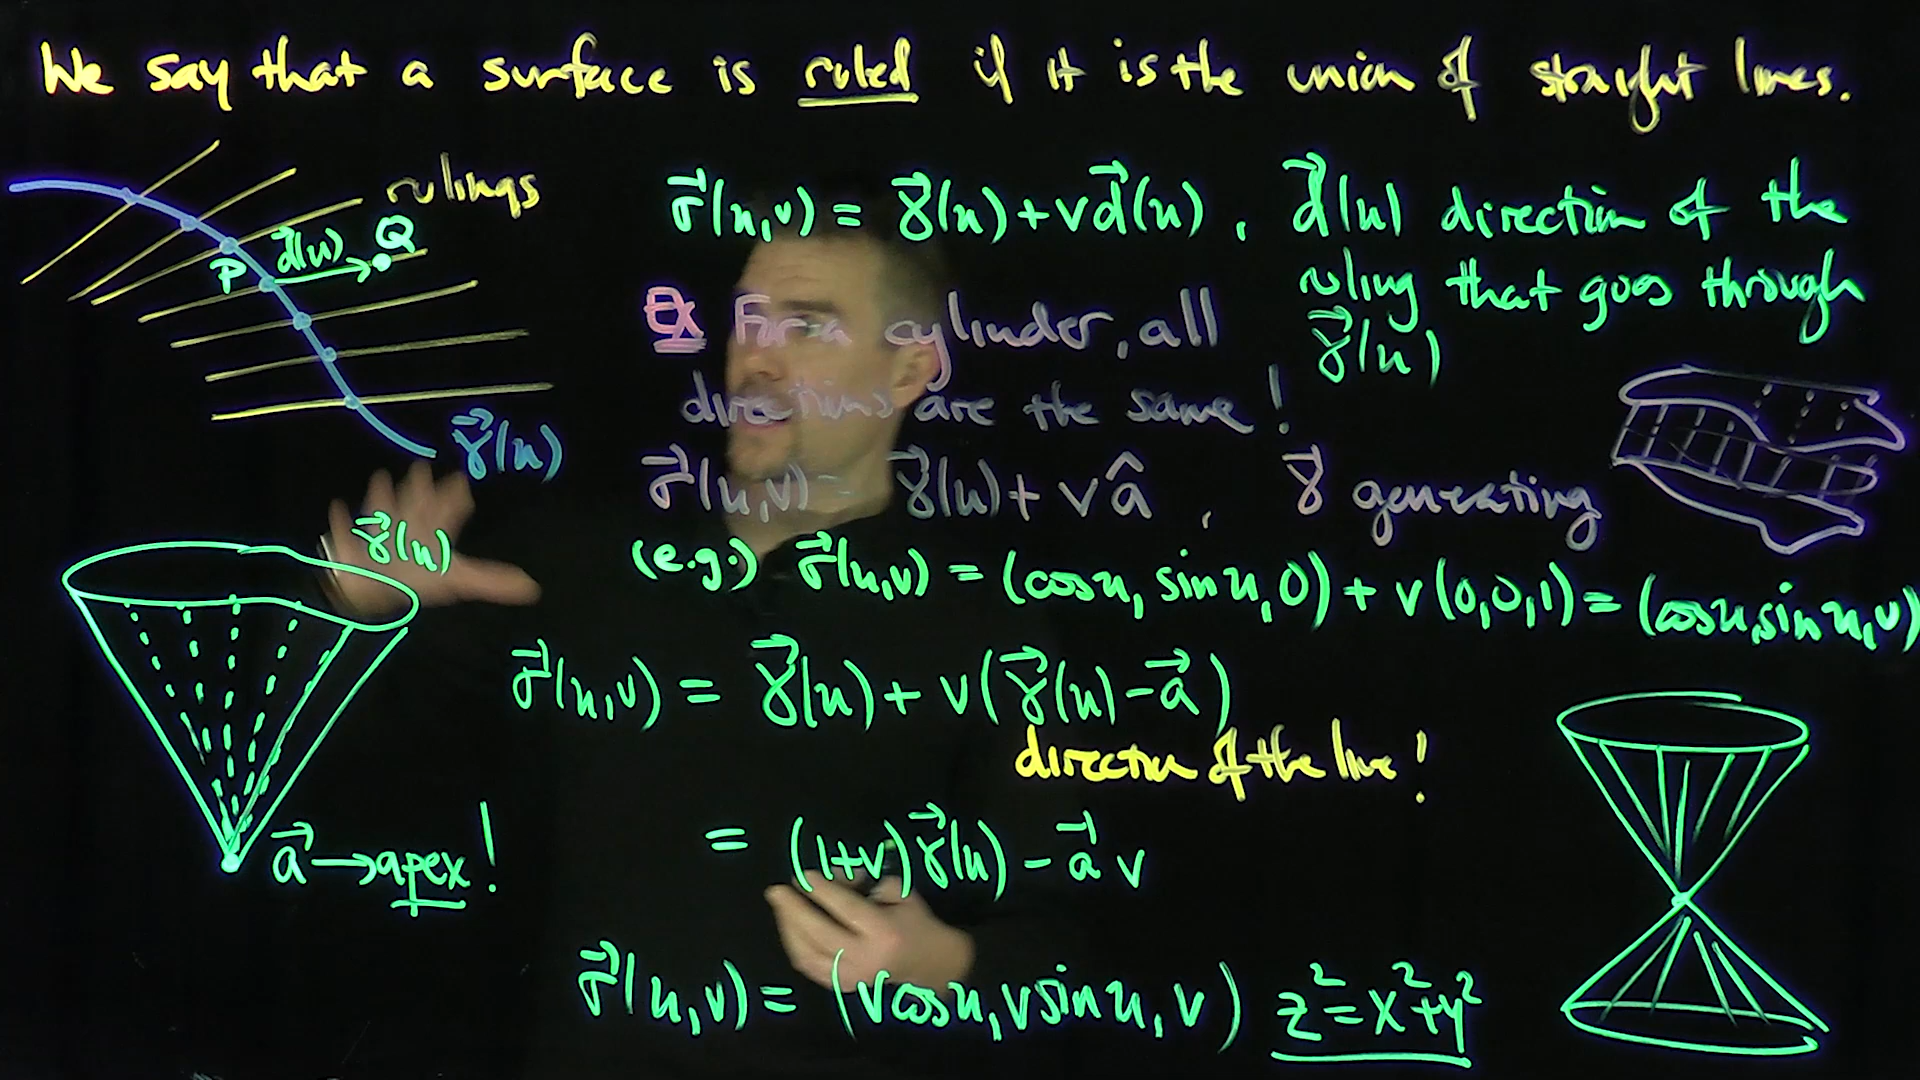 We say that a surface is ruled if it is the union of straight lines.
rulings
d⃗(u)
Q
P
γ⃗(u)
σ⃗(u,v) = γ⃗(u) + v d⃗(u) , d⃗(u) direction of the
ruling that goes through
γ⃗(u)
Ex For a cylinder, all
directions are the same!
σ⃗(u,v) = γ⃗(u) + v â , γ⃗ generating
(e.g.) σ⃗(u,v) = (cos u, sin u, 0) + v(0,0,1) = (cos u, sin u, v)
γ⃗(u)
a⃗ → apex!
σ⃗(u,v) = γ⃗(u) + v(γ⃗(u) - a⃗)
direction of the line!
= (1+v)γ⃗(u) - a⃗ v
σ⃗(u,v) = (v cos u, v sin u, v) z² = x² + y²